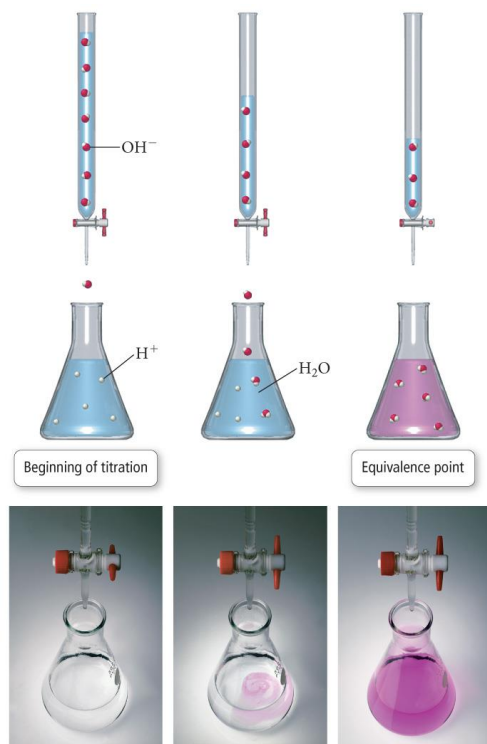 OH⁻
H⁺
H₂O
Beginning of titration
Equivalence point